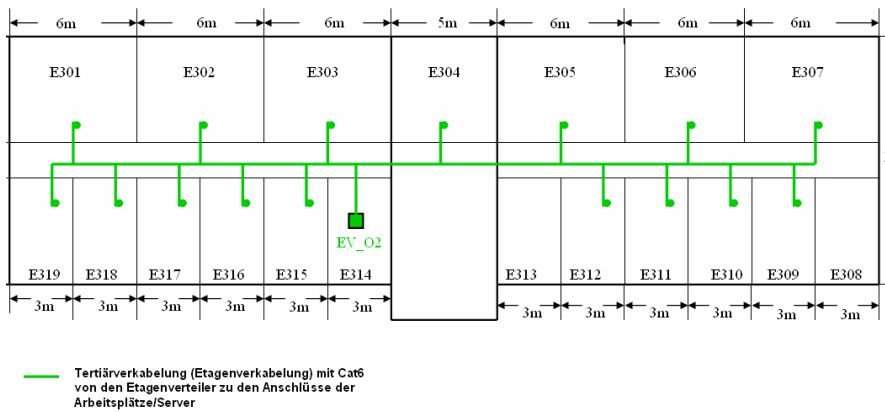 6m 6m 6m 5m 6m 6m 6m
E301 E302 E303 E304 E305 E306 E307
EV_O2
E319 E318 E317 E316 E315 E314 E313 E312 E311 E310 E309 E308
3m 3m 3m 3m 3m 3m 3m 3m 3m 3m 3m 3m
Tertiärverkabelung (Etagenverkabelung) mit Cat6
von den Etagenverteiler zu den Anschlüsse der
Arbeitsplätze/Server